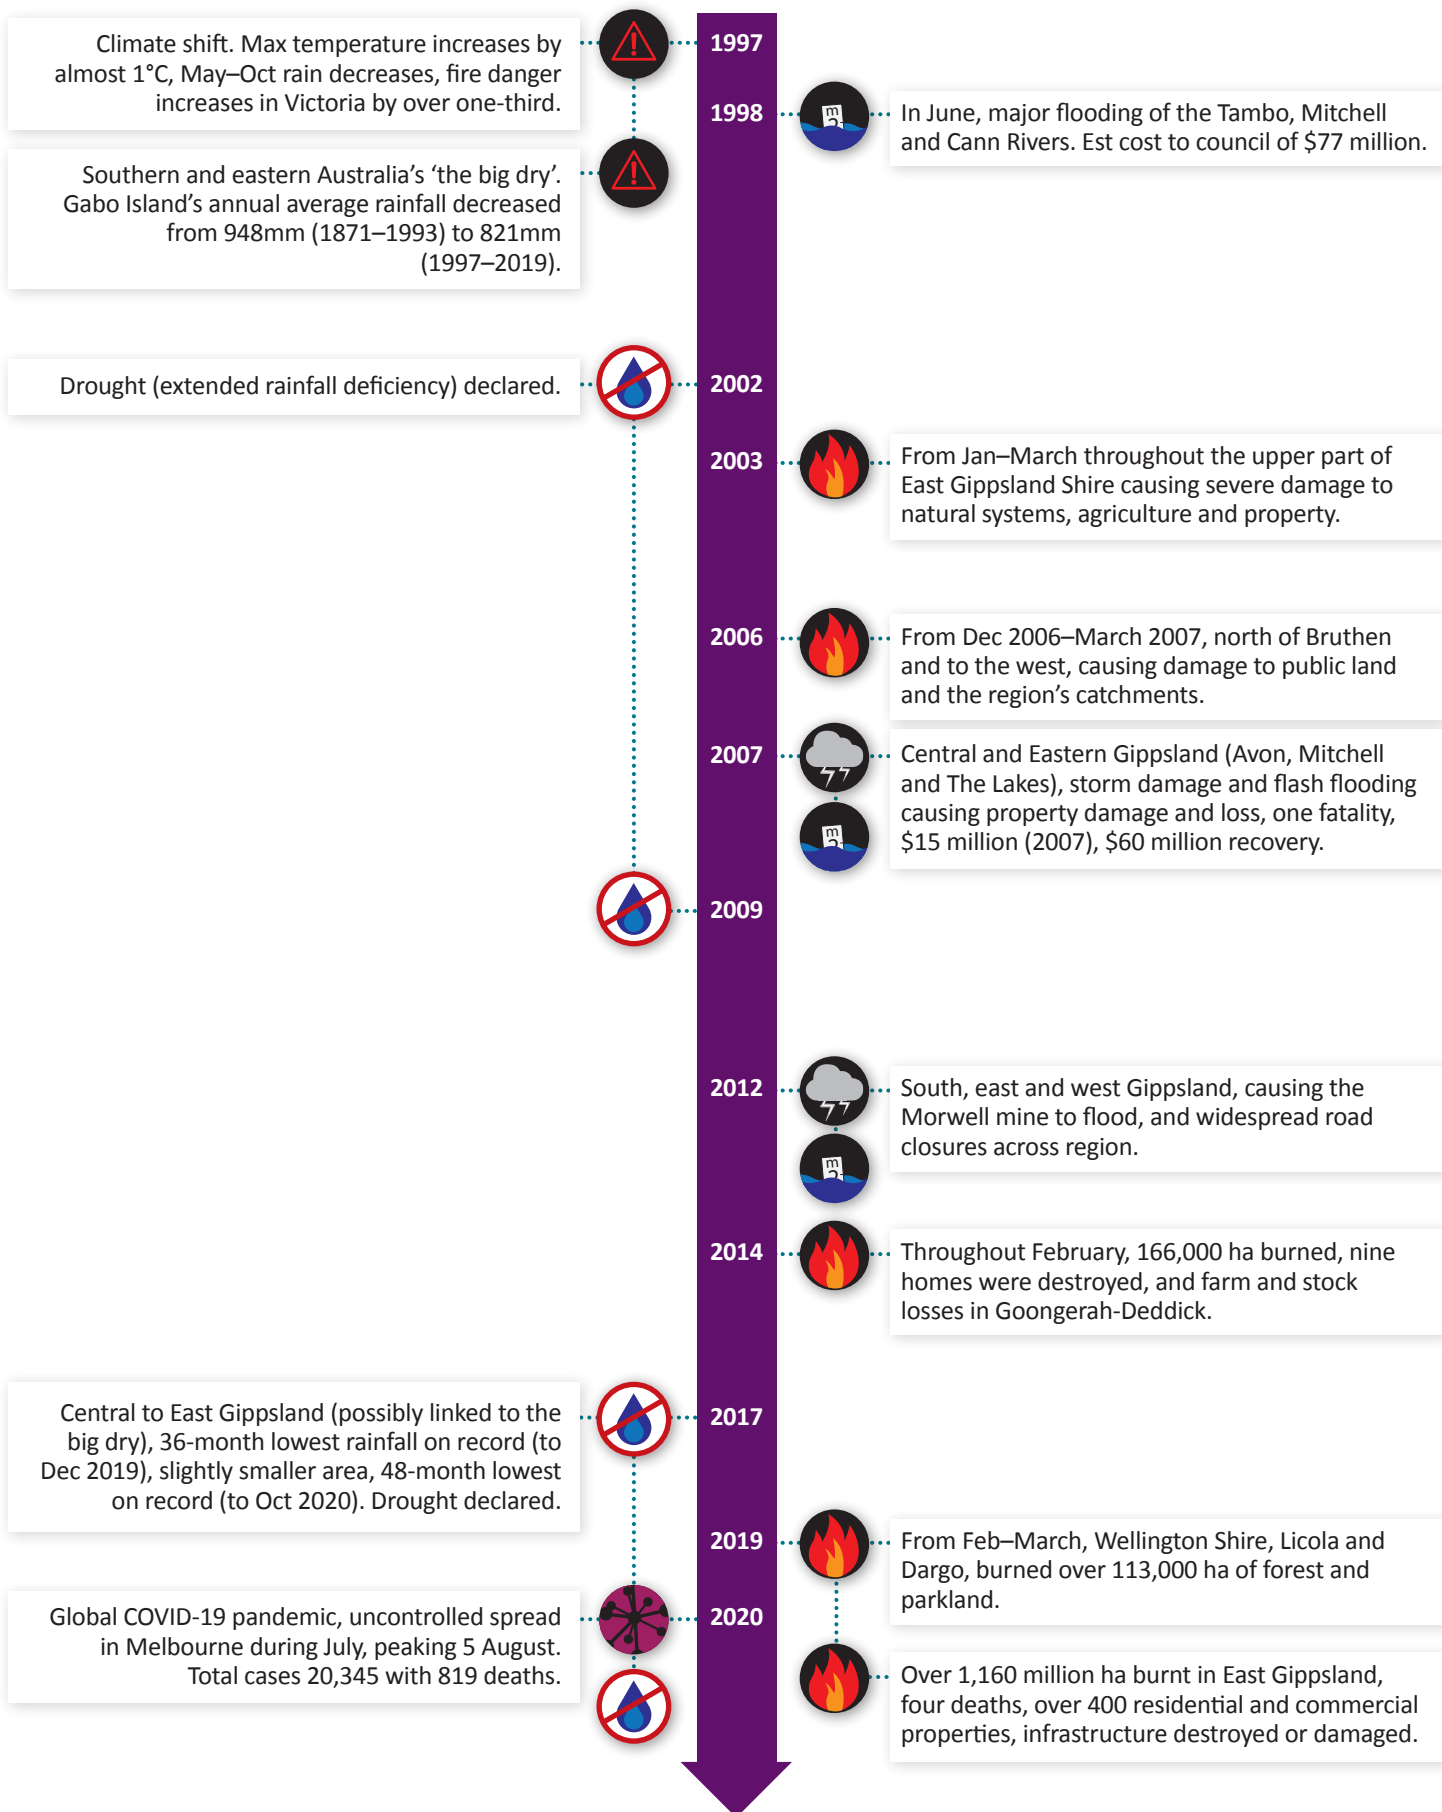 1997
Climate shift. Max temperature increases by
almost 1°C, May–Oct rain decreases, fire danger
increases in Victoria by over one-third.
1998
In June, major flooding of the Tambo, Mitchell
and Cann Rivers. Est cost to council of $77 million.
Southern and eastern Australia’s ‘the big dry’.
Gabo Island’s annual average rainfall decreased
from 948mm (1871–1993) to 821mm
(1997–2019).
2002
Drought (extended rainfall deficiency) declared.
2003
From Jan–March throughout the upper part of
East Gippsland Shire causing severe damage to
natural systems, agriculture and property.
2006
From Dec 2006–March 2007, north of Bruthen
and to the west, causing damage to public land
and the region’s catchments.
2007
Central and Eastern Gippsland (Avon, Mitchell
and The Lakes), storm damage and flash flooding
causing property damage and loss, one fatality,
$15 million (2007), $60 million recovery.
2009
2012
South, east and west Gippsland, causing the
Morwell mine to flood, and widespread road
closures across region.
2014
Throughout February, 166,000 ha burned, nine
homes were destroyed, and farm and stock
losses in Goongerah-Deddick.
2017
Central to East Gippsland (possibly linked to the
big dry), 36-month lowest rainfall on record (to
Dec 2019), slightly smaller area, 48-month lowest
on record (to Oct 2020). Drought declared.
2019
From Feb–March, Wellington Shire, Licola and
Dargo, burned over 113,000 ha of forest and
parkland.
2020
Global COVID-19 pandemic, uncontrolled spread
in Melbourne during July, peaking 5 August.
Total cases 20,345 with 819 deaths.
Over 1,160 million ha burnt in East Gippsland,
four deaths, over 400 residential and commercial
properties, infrastructure destroyed or damaged.